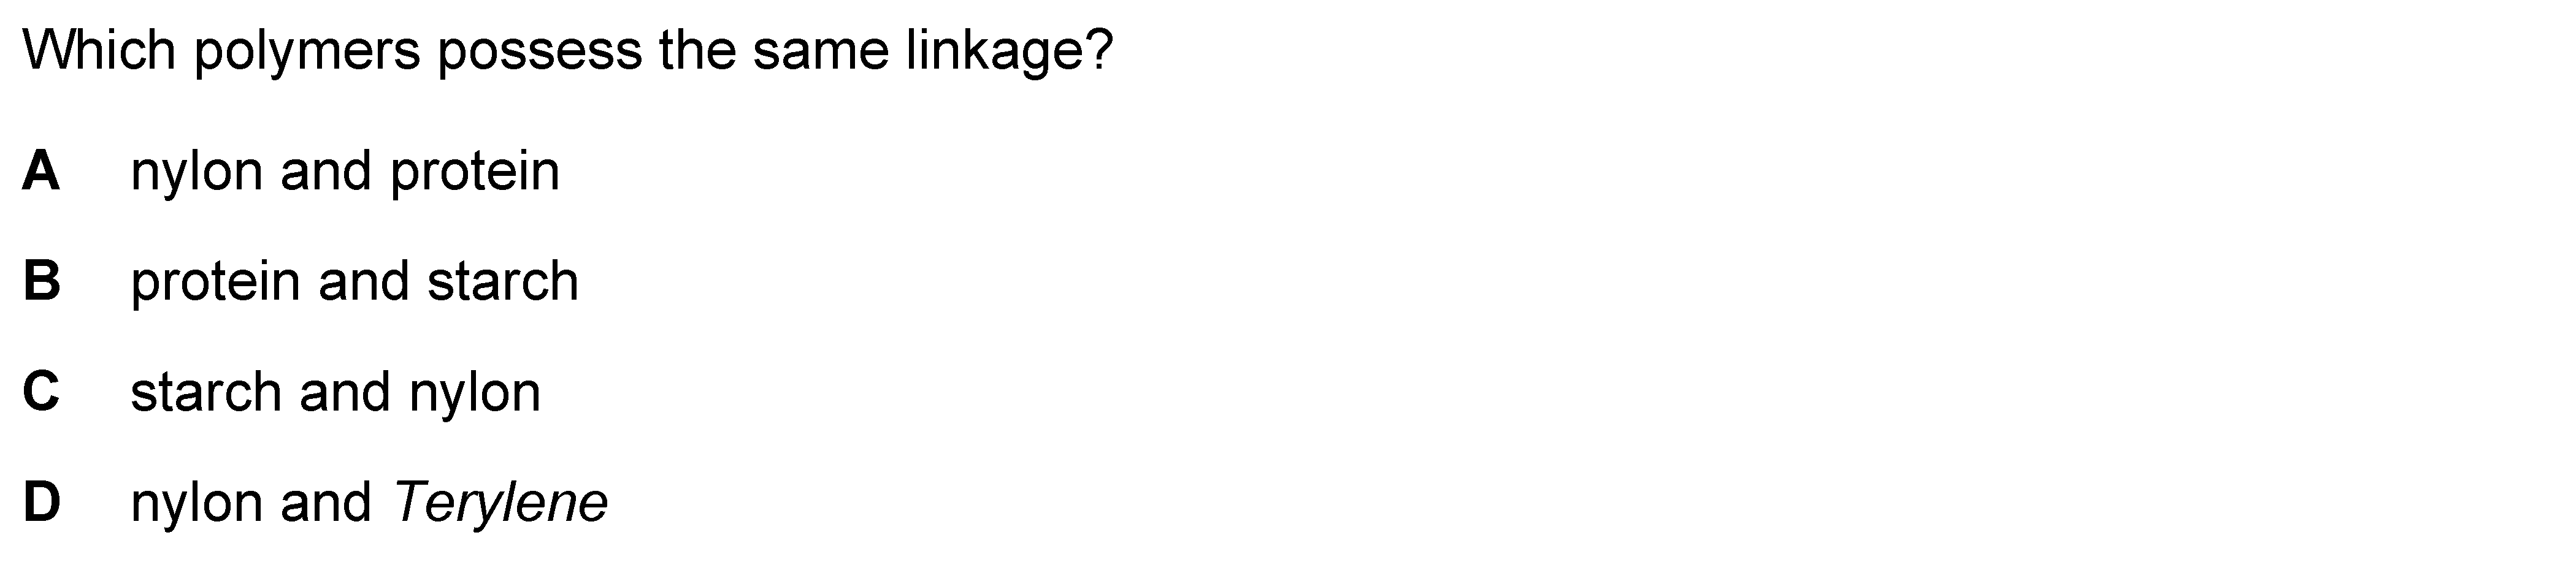 Which polymers possess the same linkage?
A nylon and protein
B protein and starch
C starch and nylon
D nylon and Terylene